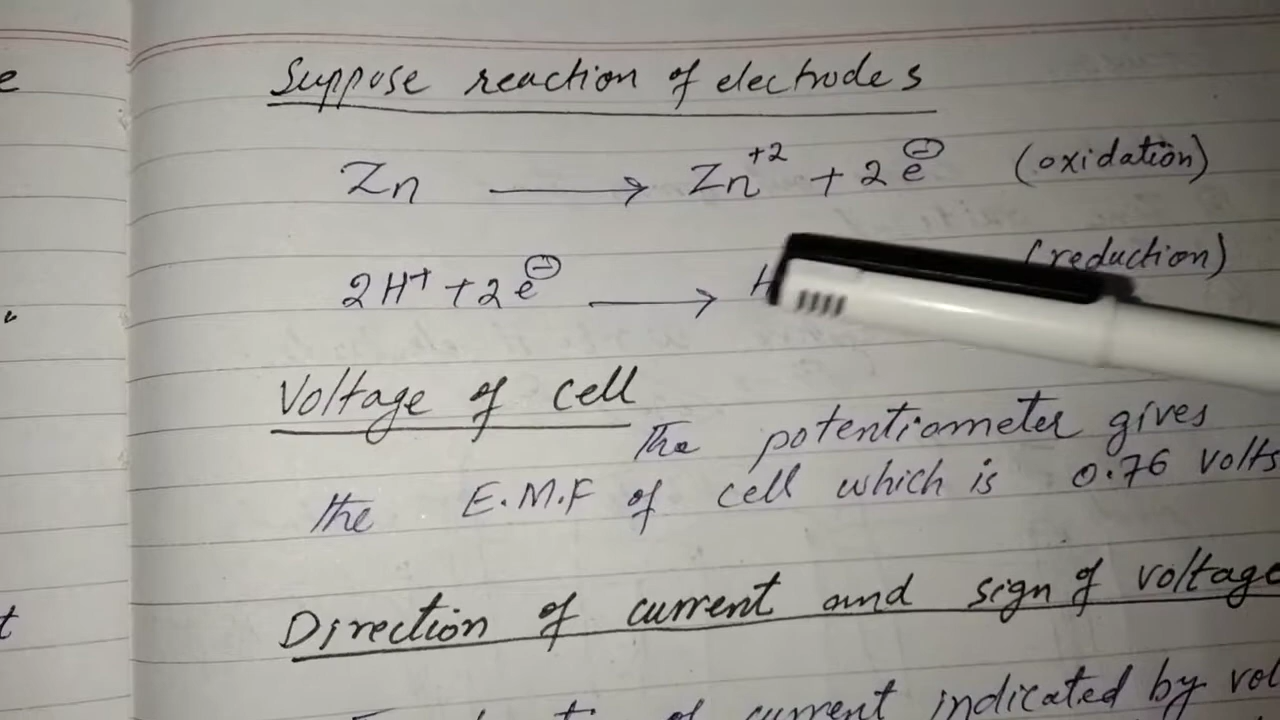 Suppose reaction of electrodes
Zn ⟶ Zn⁺² + 2e⊖ (oxidation)
2H⁺ + 2e⊖ ⟶ H (reduction)
Voltage of cell
The potentiometer gives
the E.M.F of cell which is 0.76 volts
Direction of current and sign of voltage
of current indicated by